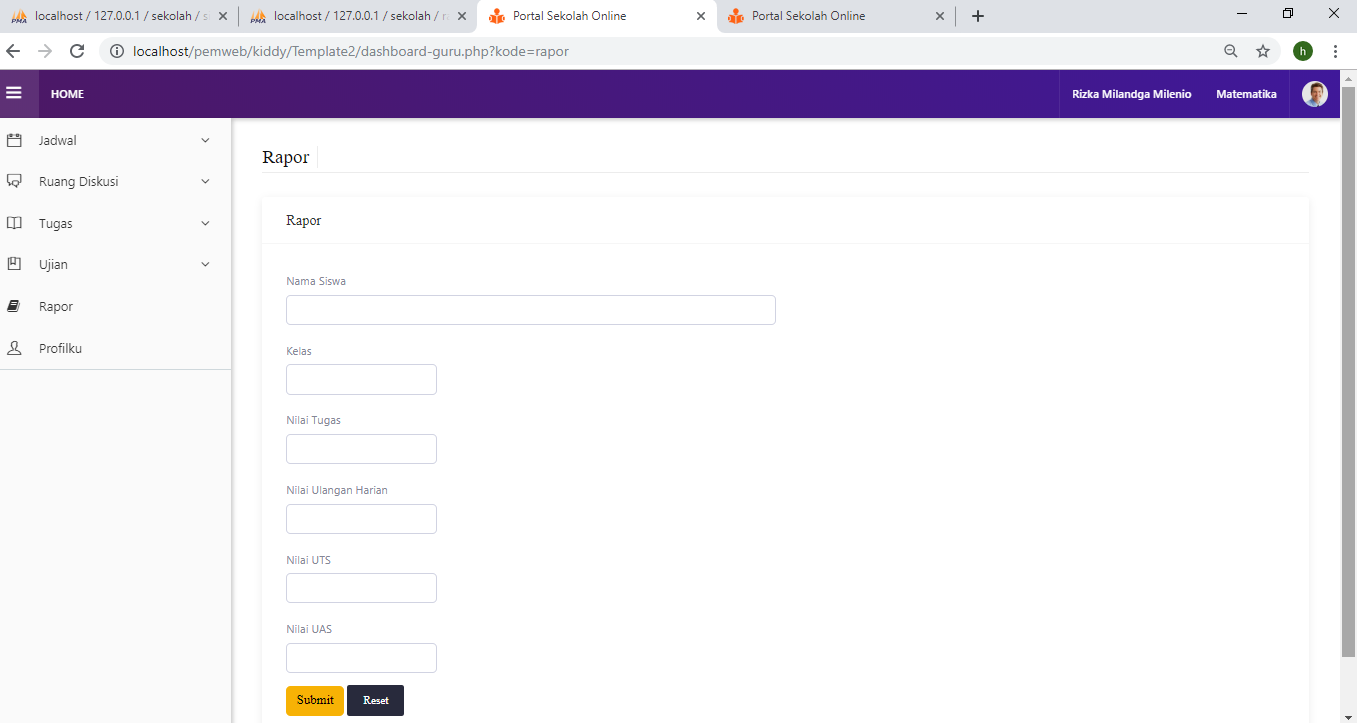 localhost / 127.0.0.1 / sekolah / s
localhost / 127.0.0.1 / sekolah / r
Portal Sekolah Online
Portal Sekolah Online
localhost/pemweb/kiddy/Template2/dashboard-guru.php?kode=rapor
h
HOME
Rizka Milandga Milenio
Matematika
Jadwal
Ruang Diskusi
Tugas
Ujian
Rapor
Profilku
Rapor
Rapor
Nama Siswa
Kelas
Nilai Tugas
Nilai Ulangan Harian
Nilai UTS
Nilai UAS
Submit Reset